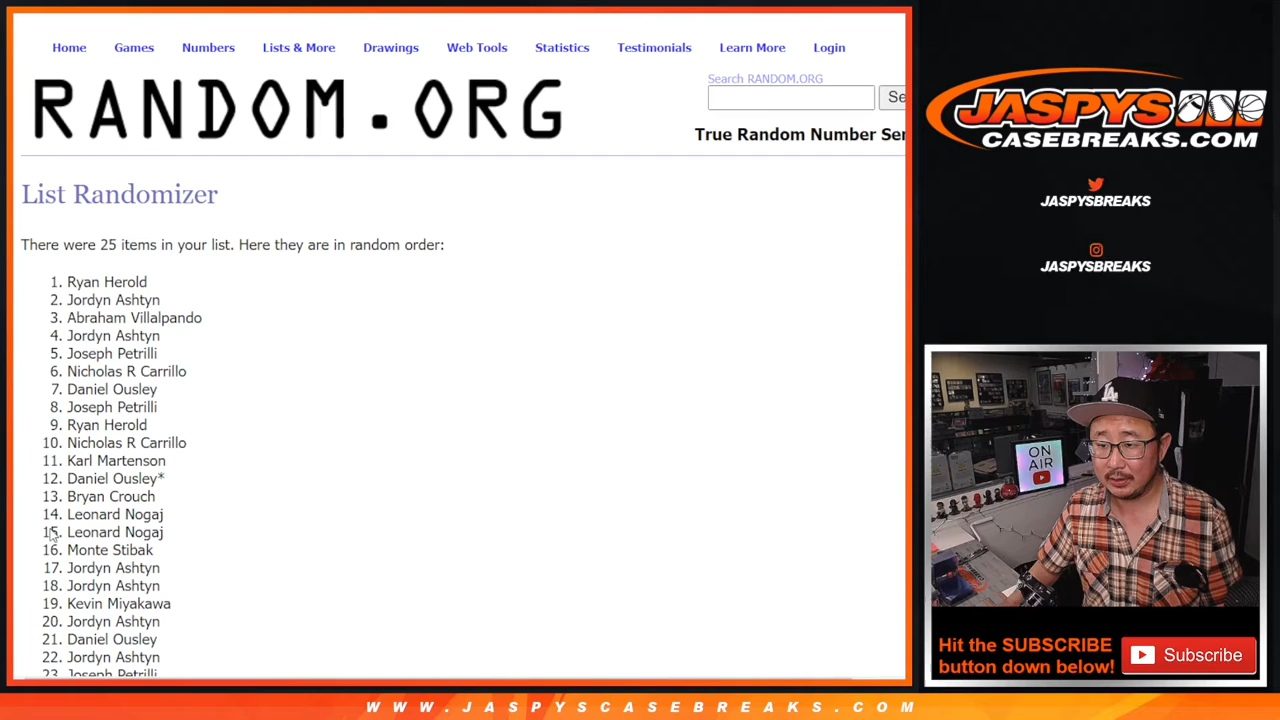 Home Games Numbers Lists & More Drawings Web Tools Statistics Testimonials Learn More Login
Search RANDOM.ORG
RANDOM.ORG
True Random Number Ser
List Randomizer
There were 25 items in your list. Here they are in random order:
1. Ryan Herold
2. Jordyn Ashtyn
3. Abraham Villalpando
4. Jordyn Ashtyn
5. Joseph Petrilli
6. Nicholas R Carrillo
7. Daniel Ousley
8. Joseph Petrilli
9. Ryan Herold
10. Nicholas R Carrillo
11. Karl Martenson
12. Daniel Ousley*
13. Bryan Crouch
14. Leonard Nogaj
15. Leonard Nogaj
16. Monte Stibak
17. Jordyn Ashtyn
18. Jordyn Ashtyn
19. Kevin Miyakawa
20. Jordyn Ashtyn
21. Daniel Ousley
22. Jordyn Ashtyn
23. Joseph Petrilli
JASPYS
CASEBREAKS.COM
JASPYSBREAKS
JASPYSBREAKS
LA
ON
AIR
Hit the SUBSCRIBE
button down below!
Subscribe
WWW.JASPYSCASEBREAKS.COM